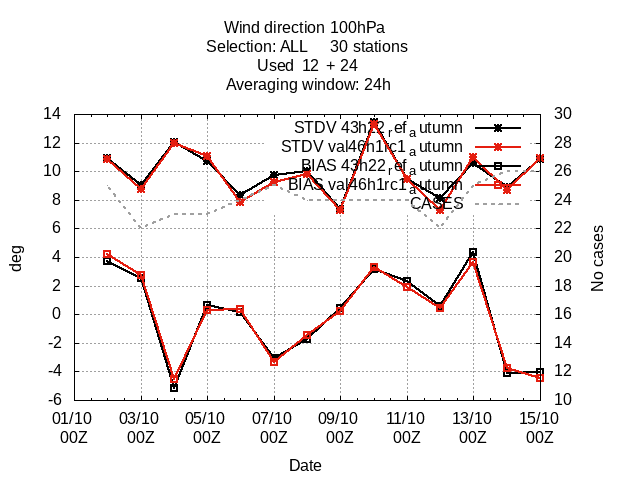 Wind direction 100hPa
Selection: ALL 30 stations
Used 12 + 24
Averaging window: 24h
STDV 43h22_ref_autumn
STDV val46h1rc1_autumn
BIAS 43h22_ref_autumn
BIAS val46h1rc1_autumn
CASES
14
12
10
8
6
4
2
0
-2
-4
-6
deg
30
28
26
24
22
20
18
16
14
12
10
No cases
01/10 03/10 05/10 07/10 09/10 11/10 13/10 15/10
00Z 00Z 00Z 00Z 00Z 00Z 00Z 00Z
Date